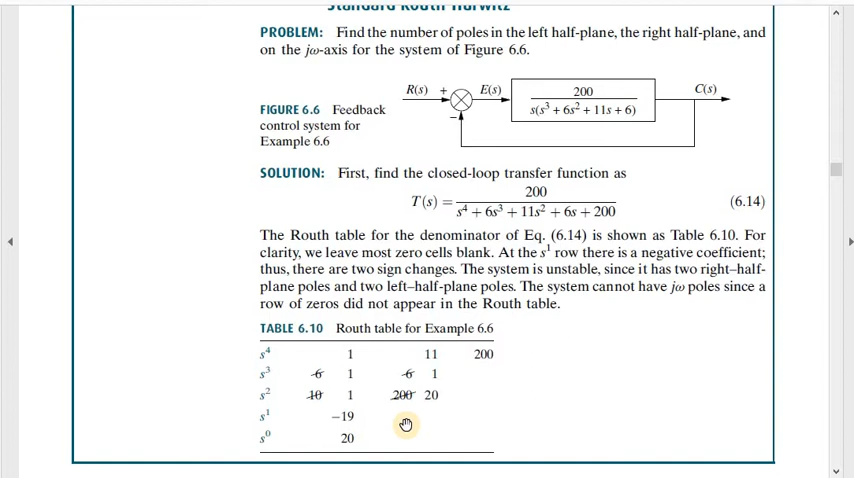 Standard Routh-Hurwitz
PROBLEM: Find the number of poles in the left half-plane, the right half-plane, and
on the jω-axis for the system of Figure 6.6.
R(s) + E(s) 200 C(s)
s(s³ + 6s² + 11s + 6)
−
FIGURE 6.6 Feedback
control system for
Example 6.6
SOLUTION: First, find the closed-loop transfer function as
T(s) = 200 / (s⁴ + 6s³ + 11s² + 6s + 200) (6.14)
The Routh table for the denominator of Eq. (6.14) is shown as Table 6.10. For
clarity, we leave most zero cells blank. At the s¹ row there is a negative coefficient;
thus, there are two sign changes. The system is unstable, since it has two right–half-
plane poles and two left–half-plane poles. The system cannot have jω poles since a
row of zeros did not appear in the Routh table.
TABLE 6.10 Routh table for Example 6.6
s⁴ 1 11 200
s³ 6 1 6 1
s² 10 1 200 20
s¹ −19
s⁰ 20